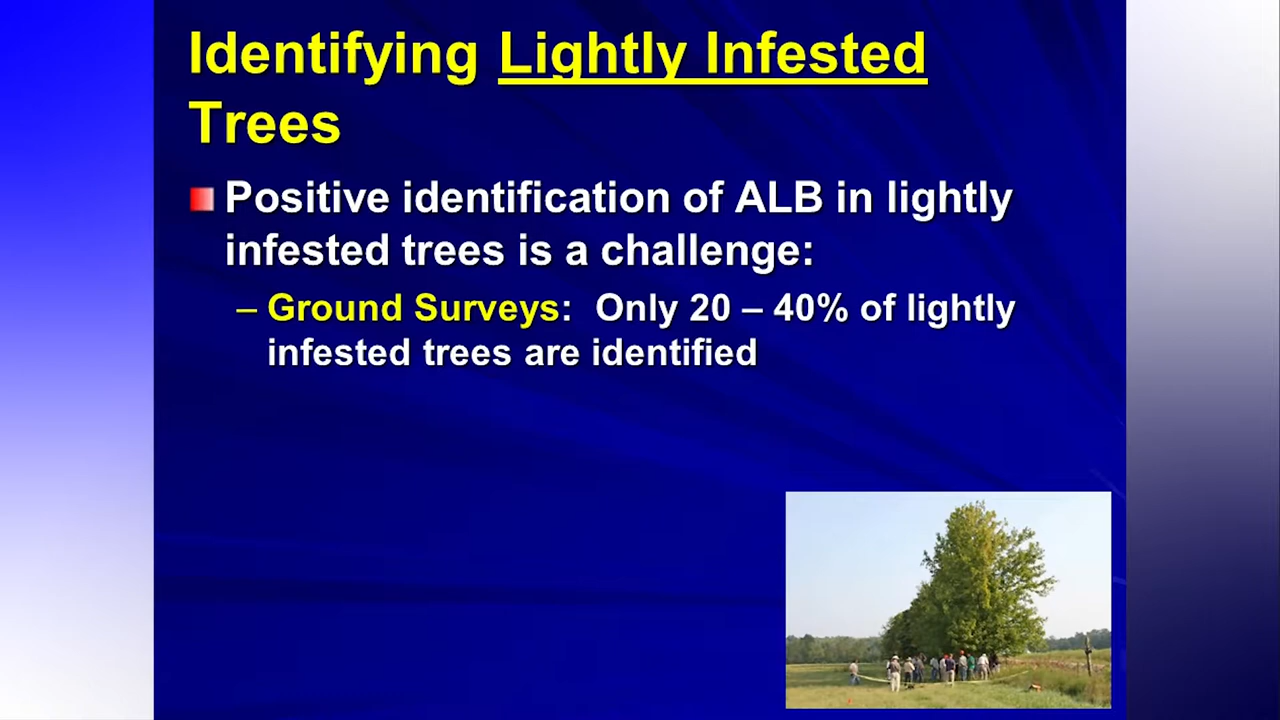 Identifying Lightly Infested
Trees
Positive identification of ALB in lightly
infested trees is a challenge:
– Ground Surveys: Only 20 – 40% of lightly
infested trees are identified